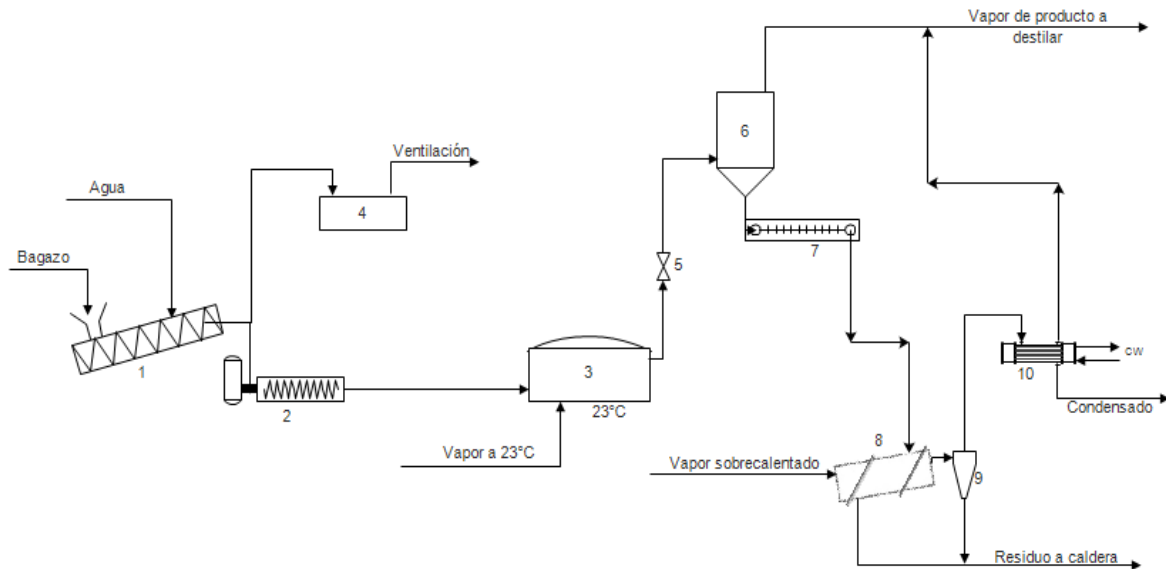 Vapor de producto a
destilar
6
Ventilación
Agua
4
7
5
Bagazo
1
cw
10
3
Condensado
2
23°C
8
Vapor a 23°C
Vapor sobrecalentado
9
Residuo a caldera